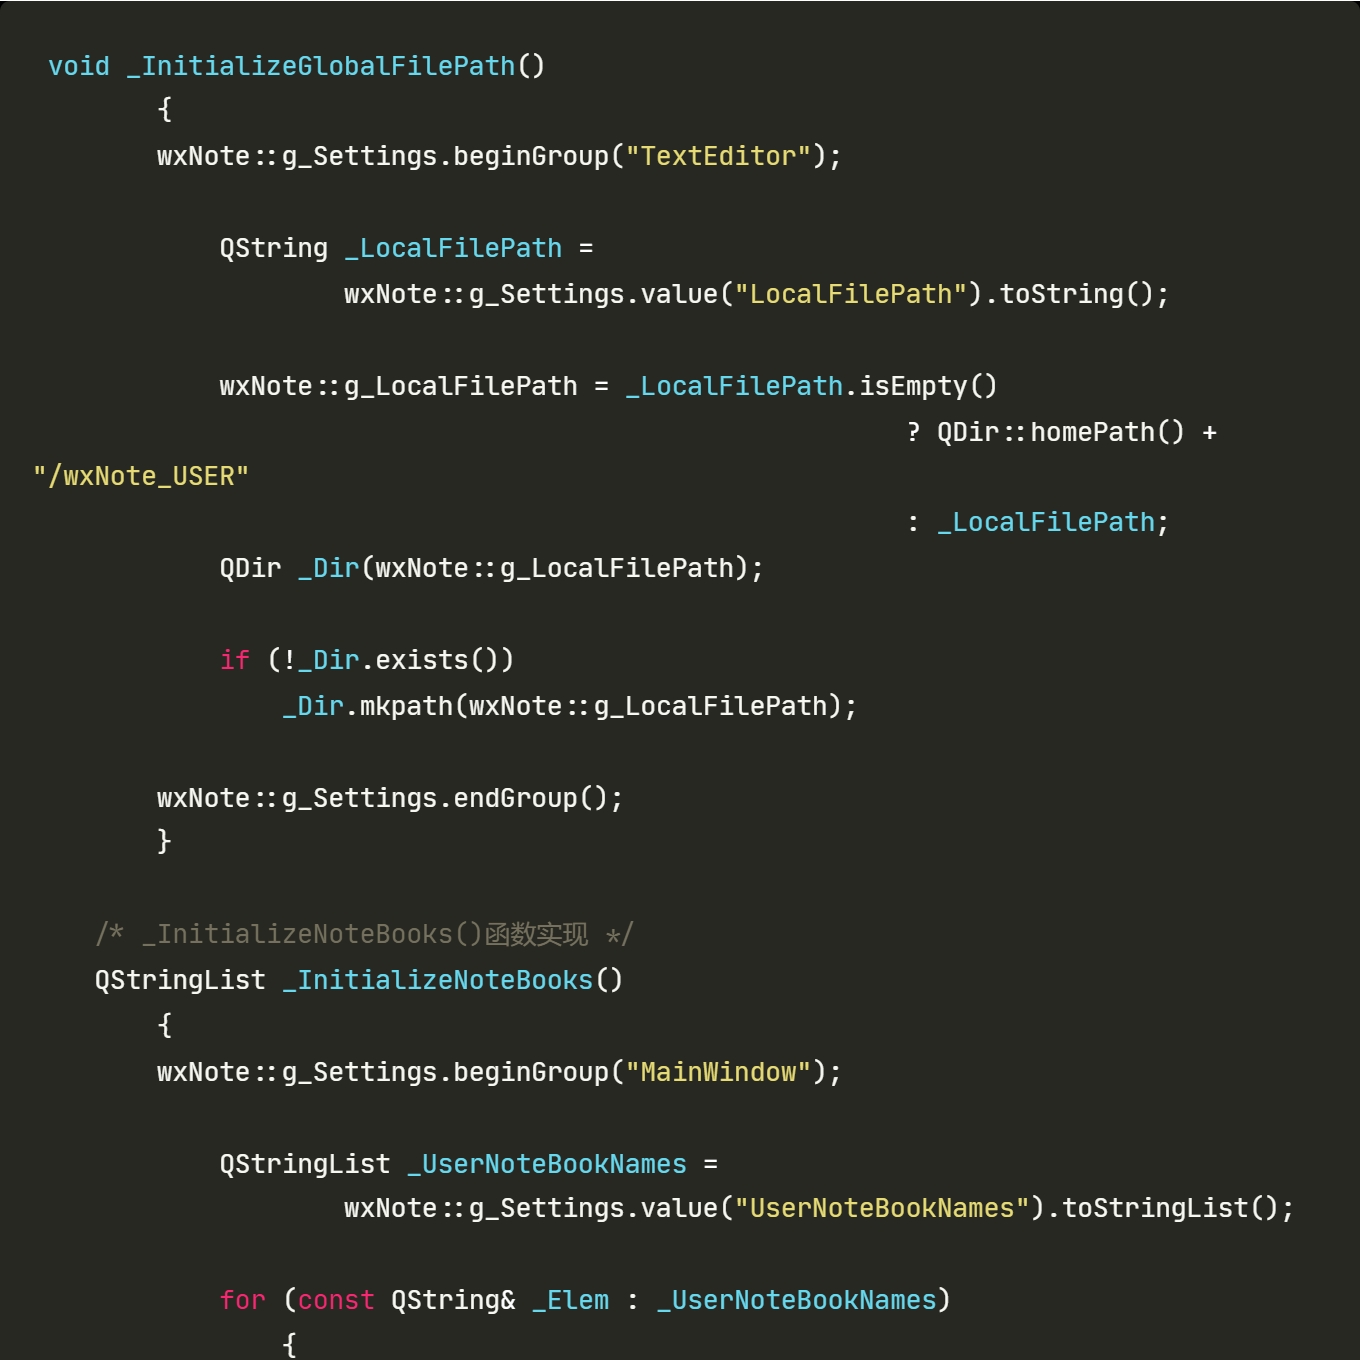 void _InitializeGlobalFilePath()
{
wxNote::g_Settings.beginGroup("TextEditor");
QString _LocalFilePath =
wxNote::g_Settings.value("LocalFilePath").toString();
wxNote::g_LocalFilePath = _LocalFilePath.isEmpty()
? QDir::homePath() +
"/wxNote_USER"
: _LocalFilePath;
QDir _Dir(wxNote::g_LocalFilePath);
if (!_Dir.exists())
_Dir.mkpath(wxNote::g_LocalFilePath);
wxNote::g_Settings.endGroup();
}
/* _InitializeNoteBooks()函数实现 */
QStringList _InitializeNoteBooks()
{
wxNote::g_Settings.beginGroup("MainWindow");
QStringList _UserNoteBookNames =
wxNote::g_Settings.value("UserNoteBookNames").toStringList();
for (const QString& _Elem : _UserNoteBookNames)
{